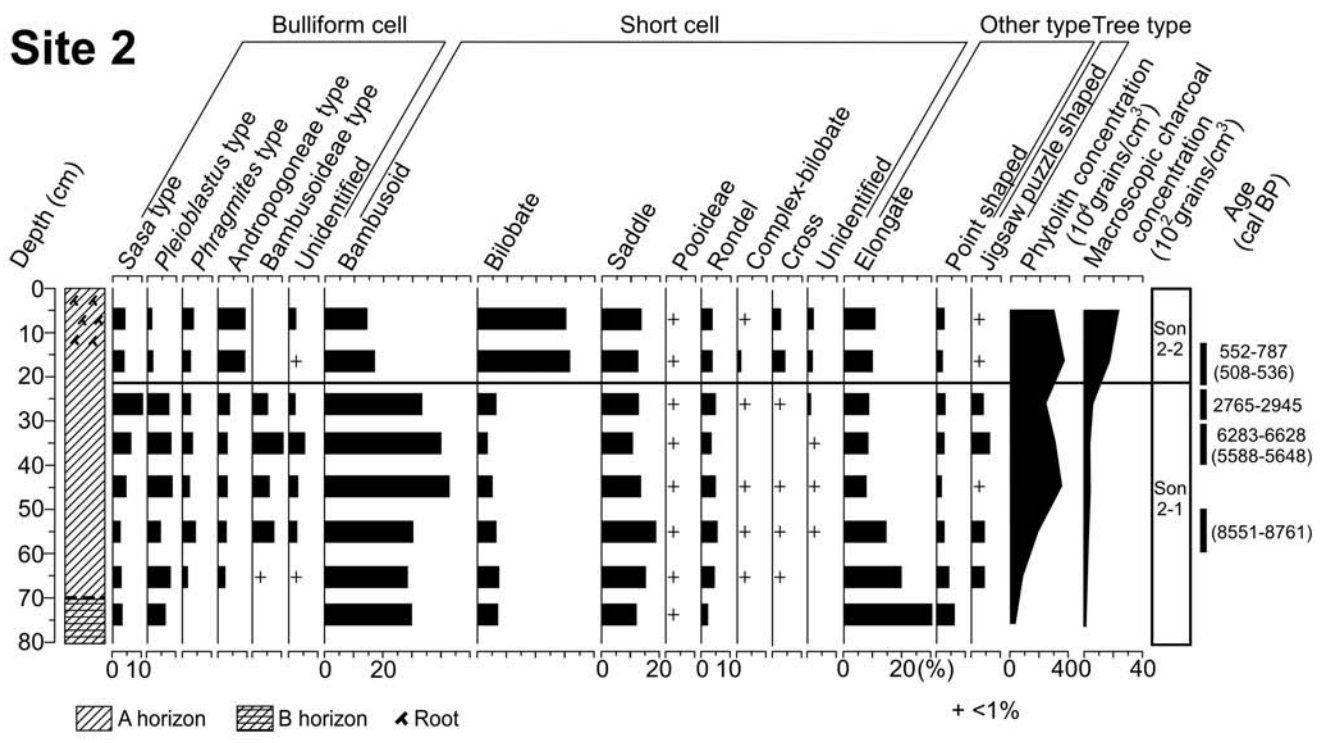 Site 2
Bulliform cell
Short cell
Other type
Tree type
Depth (cm)
Sasa type
Pleioblastus type
Phragmites type
Andropogoneae type
Bambusoideae type
Unidentified
Bambusoid
Bilobate
Saddle
Pooideae
Rondel
Complex-bilobate
Cross
Unidentified
Elongate
Point shaped
Jigsaw puzzle shaped
Phytolith concentration
(10⁴grains/cm³)
Macroscopic charcoal
concentration
(10²grains/cm³)
Age
(cal BP)
0
10
20
30
40
50
60
70
80
+ +
+ + +
+ + +
+ +
+ + + + +
+ + + +
+ + + + +
+
Son
2-2
Son
2-1
552-787
(508-536)
2765-2945
6283-6628
(5588-5648)
(8551-8761)
0 10 0 20 0 20 0 10 0 20(%) 0 400 40
+ <1%
A horizon B horizon Root